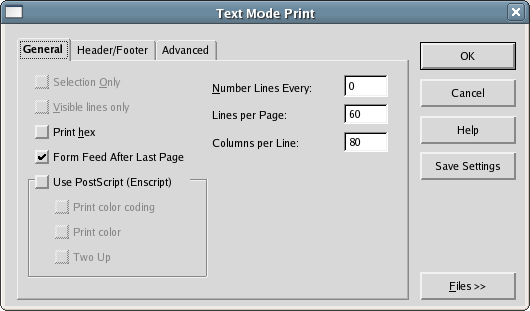 Text Mode Print
General
Header/Footer
Advanced
Selection Only
Visible lines only
Print hex
Form Feed After Last Page
Use PostScript (Enscript)
Print color coding
Print color
Two Up
Number Lines Every: 0
Lines per Page: 60
Columns per Line: 80
OK
Cancel
Help
Save Settings
Files >>